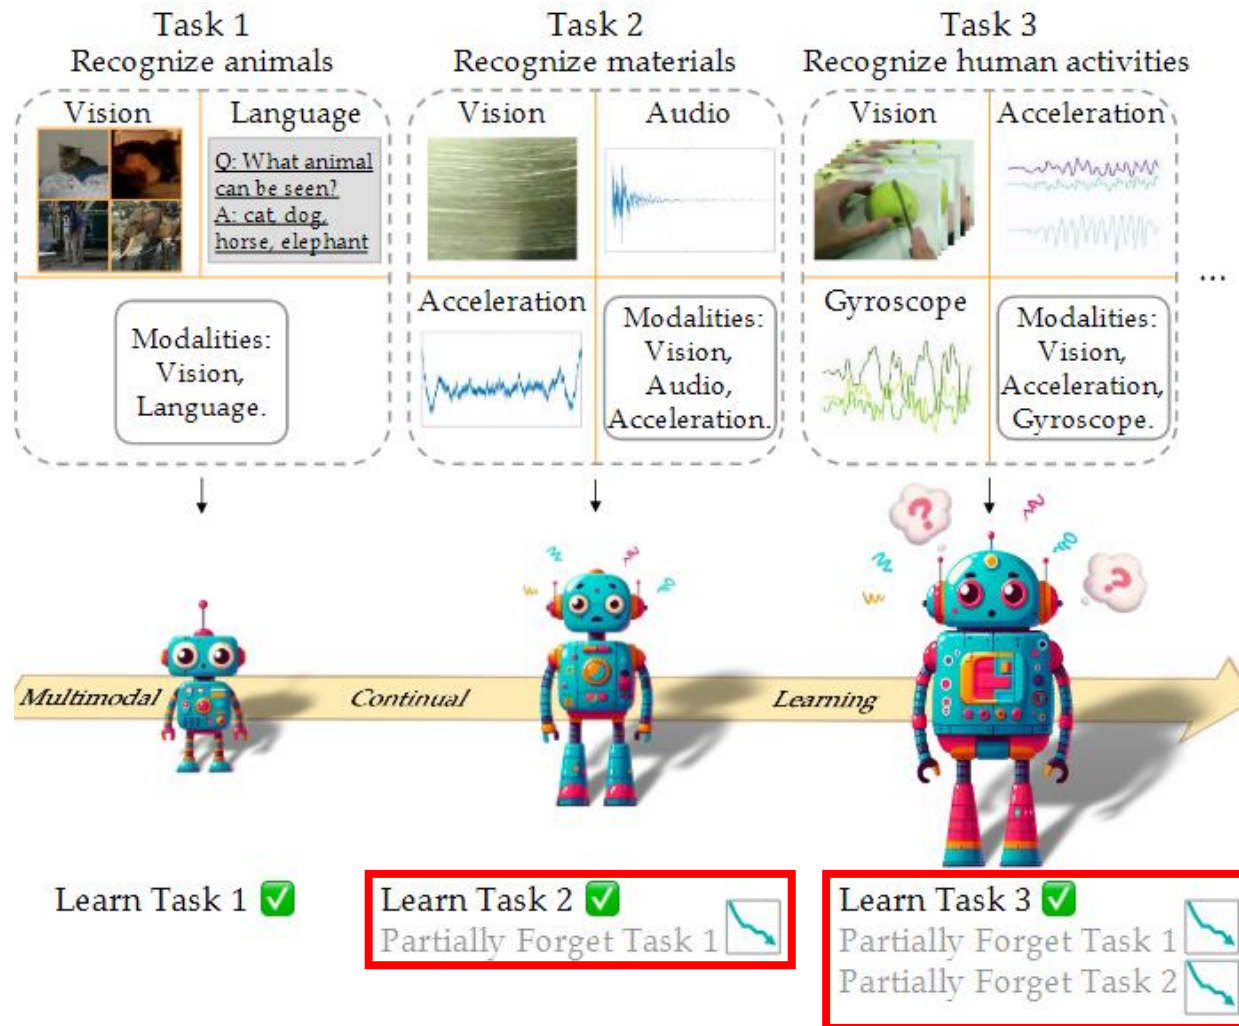 Task 1
Recognize animals
Vision
Language
Q: What animal
can be seen?
A: cat, dog,
horse, elephant
Modalities:
Vision,
Language.
Task 2
Recognize materials
Vision
Audio
Acceleration
Modalities:
Vision,
Audio,
Acceleration.
Task 3
Recognize human activities
Vision
Acceleration
Gyroscope
Modalities:
Vision,
Acceleration,
Gyroscope.
...
? ?
Multimodal Continual Learning
Learn Task 1 ✅
Learn Task 2 ✅
Partially Forget Task 1
Learn Task 3 ✅
Partially Forget Task 1
Partially Forget Task 2